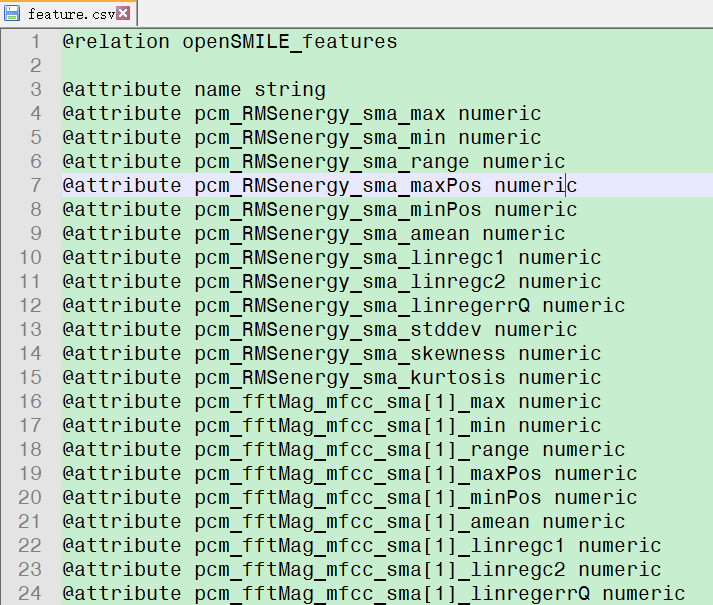 feature.csv
1 @relation openSMILE_features
2
3 @attribute name string
4 @attribute pcm_RMSenergy_sma_max numeric
5 @attribute pcm_RMSenergy_sma_min numeric
6 @attribute pcm_RMSenergy_sma_range numeric
7 @attribute pcm_RMSenergy_sma_maxPos numeric
8 @attribute pcm_RMSenergy_sma_minPos numeric
9 @attribute pcm_RMSenergy_sma_amean numeric
10 @attribute pcm_RMSenergy_sma_linregc1 numeric
11 @attribute pcm_RMSenergy_sma_linregc2 numeric
12 @attribute pcm_RMSenergy_sma_linregerrQ numeric
13 @attribute pcm_RMSenergy_sma_stddev numeric
14 @attribute pcm_RMSenergy_sma_skewness numeric
15 @attribute pcm_RMSenergy_sma_kurtosis numeric
16 @attribute pcm_fftMag_mfcc_sma[1]_max numeric
17 @attribute pcm_fftMag_mfcc_sma[1]_min numeric
18 @attribute pcm_fftMag_mfcc_sma[1]_range numeric
19 @attribute pcm_fftMag_mfcc_sma[1]_maxPos numeric
20 @attribute pcm_fftMag_mfcc_sma[1]_minPos numeric
21 @attribute pcm_fftMag_mfcc_sma[1]_amean numeric
22 @attribute pcm_fftMag_mfcc_sma[1]_linregc1 numeric
23 @attribute pcm_fftMag_mfcc_sma[1]_linregc2 numeric
24 @attribute pcm_fftMag_mfcc_sma[1]_linregerrQ numeric